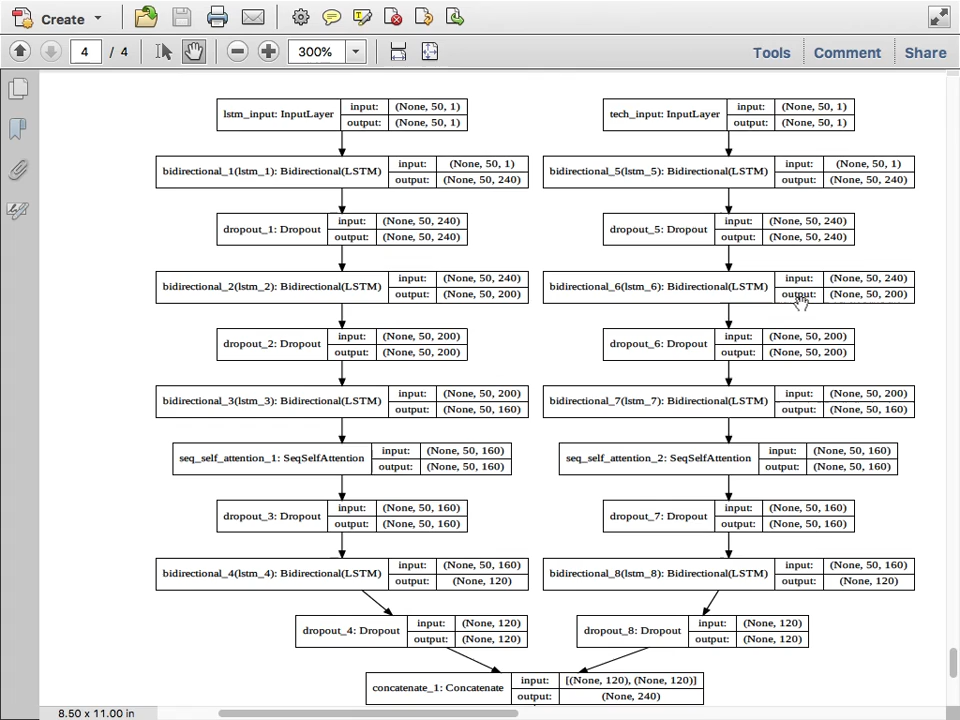 Create
4 / 4
300%
Tools
Comment
Share
lstm_input: InputLayer
input: (None, 50, 1)
output: (None, 50, 1)
tech_input: InputLayer
input: (None, 50, 1)
output: (None, 50, 1)
bidirectional_1(lstm_1): Bidirectional(LSTM)
input: (None, 50, 1)
output: (None, 50, 240)
bidirectional_5(lstm_5): Bidirectional(LSTM)
input: (None, 50, 1)
output: (None, 50, 240)
dropout_1: Dropout
input: (None, 50, 240)
output: (None, 50, 240)
dropout_5: Dropout
input: (None, 50, 240)
output: (None, 50, 240)
bidirectional_2(lstm_2): Bidirectional(LSTM)
input: (None, 50, 240)
output: (None, 50, 200)
bidirectional_6(lstm_6): Bidirectional(LSTM)
input: (None, 50, 240)
output: (None, 50, 200)
dropout_2: Dropout
input: (None, 50, 200)
output: (None, 50, 200)
dropout_6: Dropout
input: (None, 50, 200)
output: (None, 50, 200)
bidirectional_3(lstm_3): Bidirectional(LSTM)
input: (None, 50, 200)
output: (None, 50, 160)
bidirectional_7(lstm_7): Bidirectional(LSTM)
input: (None, 50, 200)
output: (None, 50, 160)
seq_self_attention_1: SeqSelfAttention
input: (None, 50, 160)
output: (None, 50, 160)
seq_self_attention_2: SeqSelfAttention
input: (None, 50, 160)
output: (None, 50, 160)
dropout_3: Dropout
input: (None, 50, 160)
output: (None, 50, 160)
dropout_7: Dropout
input: (None, 50, 160)
output: (None, 50, 160)
bidirectional_4(lstm_4): Bidirectional(LSTM)
input: (None, 50, 160)
output: (None, 120)
bidirectional_8(lstm_8): Bidirectional(LSTM)
input: (None, 50, 160)
output: (None, 120)
dropout_4: Dropout
input: (None, 120)
output: (None, 120)
dropout_8: Dropout
input: (None, 120)
output: (None, 120)
concatenate_1: Concatenate
input: [(None, 120), (None, 120)]
output: (None, 240)
8.50 x 11.00 in